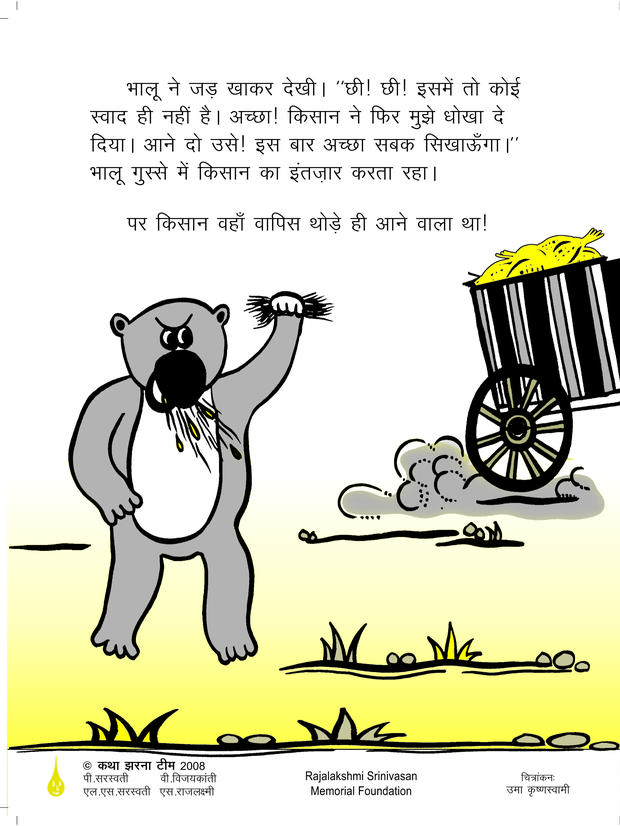 भालू ने जड़ खाकर देखी। "छी! छी! इसमें तो कोई
स्वाद ही नहीं है। अच्छा! किसान ने फिर मुझे धोखा दे
दिया। आने दो उसे! इस बार अच्छा सबक सिखाऊँगा।"
भालू गुस्से में किसान का इंतज़ार करता रहा।
पर किसान वहाँ वापिस थोड़े ही आने वाला था!
© कथा झरना टीम 2008
पी.सरस्वती वी.विजयकांती
एल.एस.सरस्वती एस.राजलक्ष्मी
Rajalakshmi Srinivasan
Memorial Foundation
चित्रांकनः
उमा कृष्णस्वामी